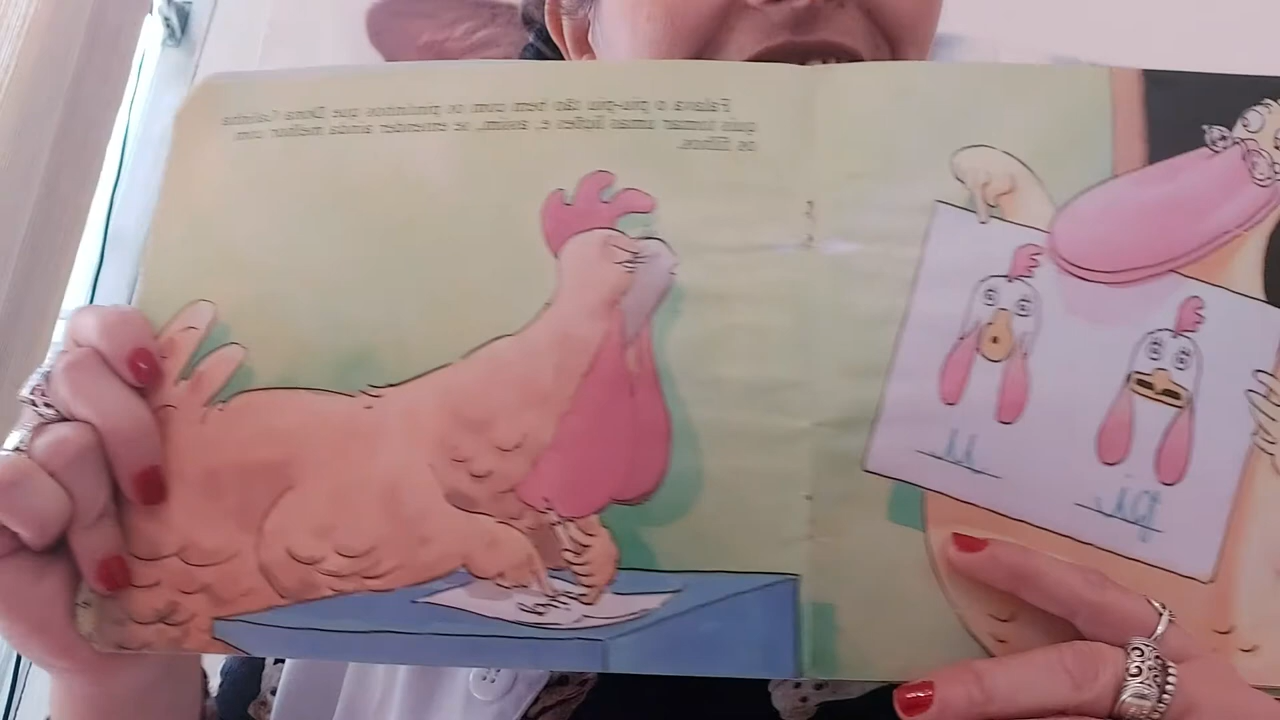 Falava o piu-piu tão bem com os pintinhos que Dona Galinha
quis tomar umas lições e, assim, se entender ainda melhor com
os filhos.